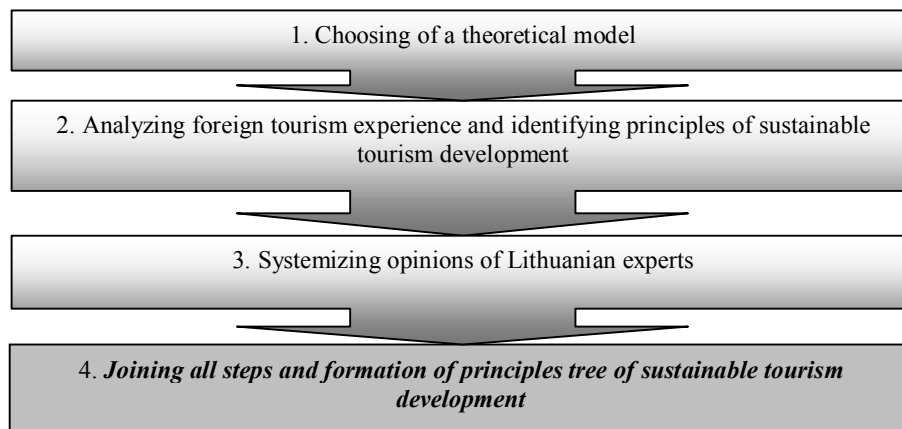 1. Choosing of a theoretical model
2. Analyzing foreign tourism experience and identifying principles of sustainable
tourism development
3. Systemizing opinions of Lithuanian experts
4. Joining all steps and formation of principles tree of sustainable tourism
development